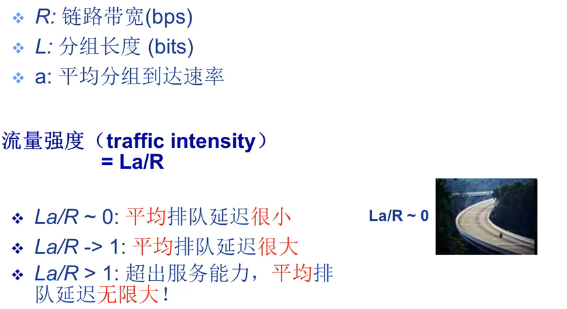 R: 链路带宽(bps)
L: 分组长度 (bits)
a: 平均分组到达速率
流量强度（traffic intensity）
= La/R
La/R ~ 0: 平均排队延迟很小
La/R ~ 0
La/R -> 1: 平均排队延迟很大
La/R > 1: 超出服务能力，平均排
队延迟无限大！